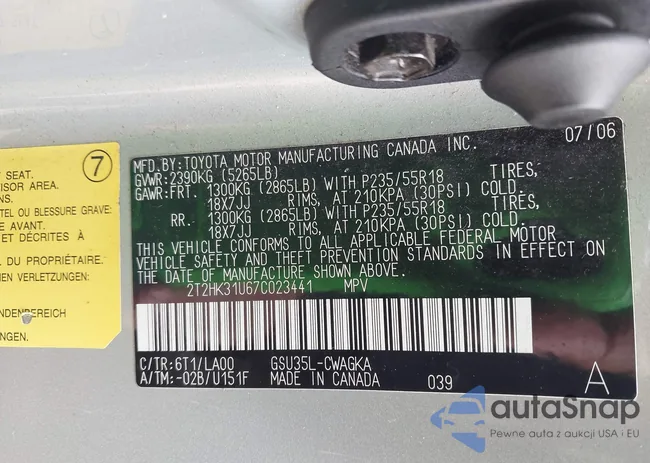 7
SEAT.
ISOR AREA.
NS.
TEL OU BLESSURE GRAVE:
E AVANT.
ET DÉCRITES À
DU PROPRIÉTAIRE.
EN VERLETZUNGEN.
NDENBEREICH
INEN.
07/06
MFD.BY:TOYOTA MOTOR MANUFACTURING CANADA INC.
GVWR:2390KG (5265LB)
GAWR:FRT. 1300KG (2865LB) WITH P235/55R18 TIRES,
18X7JJ RIMS, AT 210KPA (30PSI) COLD.
RR. 1300KG (2865LB) WITH P235/55R18 TIRES,
18X7JJ RIMS, AT 210KPA (30PSI) COLD.
THIS VEHICLE CONFORMS TO ALL APPLICABLE FEDERAL MOTOR
VEHICLE SAFETY AND THEFT PREVENTION STANDARDS IN EFFECT ON
THE DATE OF MANUFACTURE SHOWN ABOVE.
2T2HK31U67C023441 MPV
C/TR:6T1/LA00 GSU35L-CWAGKA
A/TM:-02B/U151F MADE IN CANADA 039 A
autaSnap
Pewne auta z aukcji USA i EU